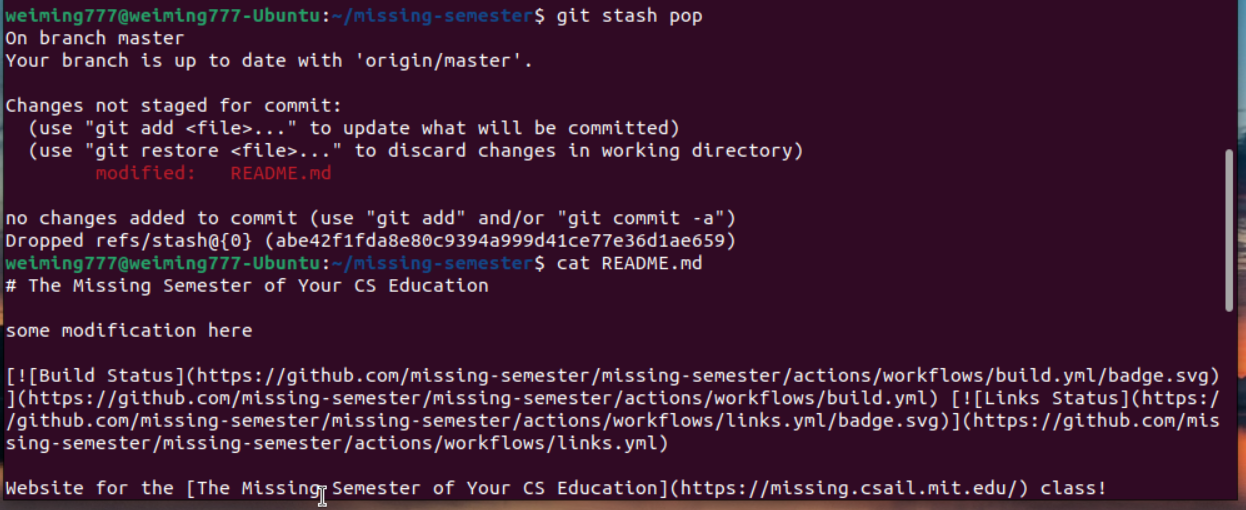 weiming777@weiming777-Ubuntu:~/missing-semester$ git stash pop
On branch master
Your branch is up to date with 'origin/master'.
Changes not staged for commit:
  (use "git add <file>..." to update what will be committed)
  (use "git restore <file>..." to discard changes in working directory)
        modified:   README.md
no changes added to commit (use "git add" and/or "git commit -a")
Dropped refs/stash@{0} (abe42f1fda8e80c9394a999d41ce77e36d1ae659)
weiming777@weiming777-Ubuntu:~/missing-semester$ cat README.md
# The Missing Semester of Your CS Education
some modification here
[![Build Status](https://github.com/missing-semester/missing-semester/actions/workflows/build.yml/badge.svg)
](https://github.com/missing-semester/missing-semester/actions/workflows/build.yml) [![Links Status](https:/
/github.com/missing-semester/missing-semester/actions/workflows/links.yml/badge.svg)](https://github.com/mis
sing-semester/missing-semester/actions/workflows/links.yml)
Website for the [The Missing Semester of Your CS Education](https://missing.csail.mit.edu/) class!